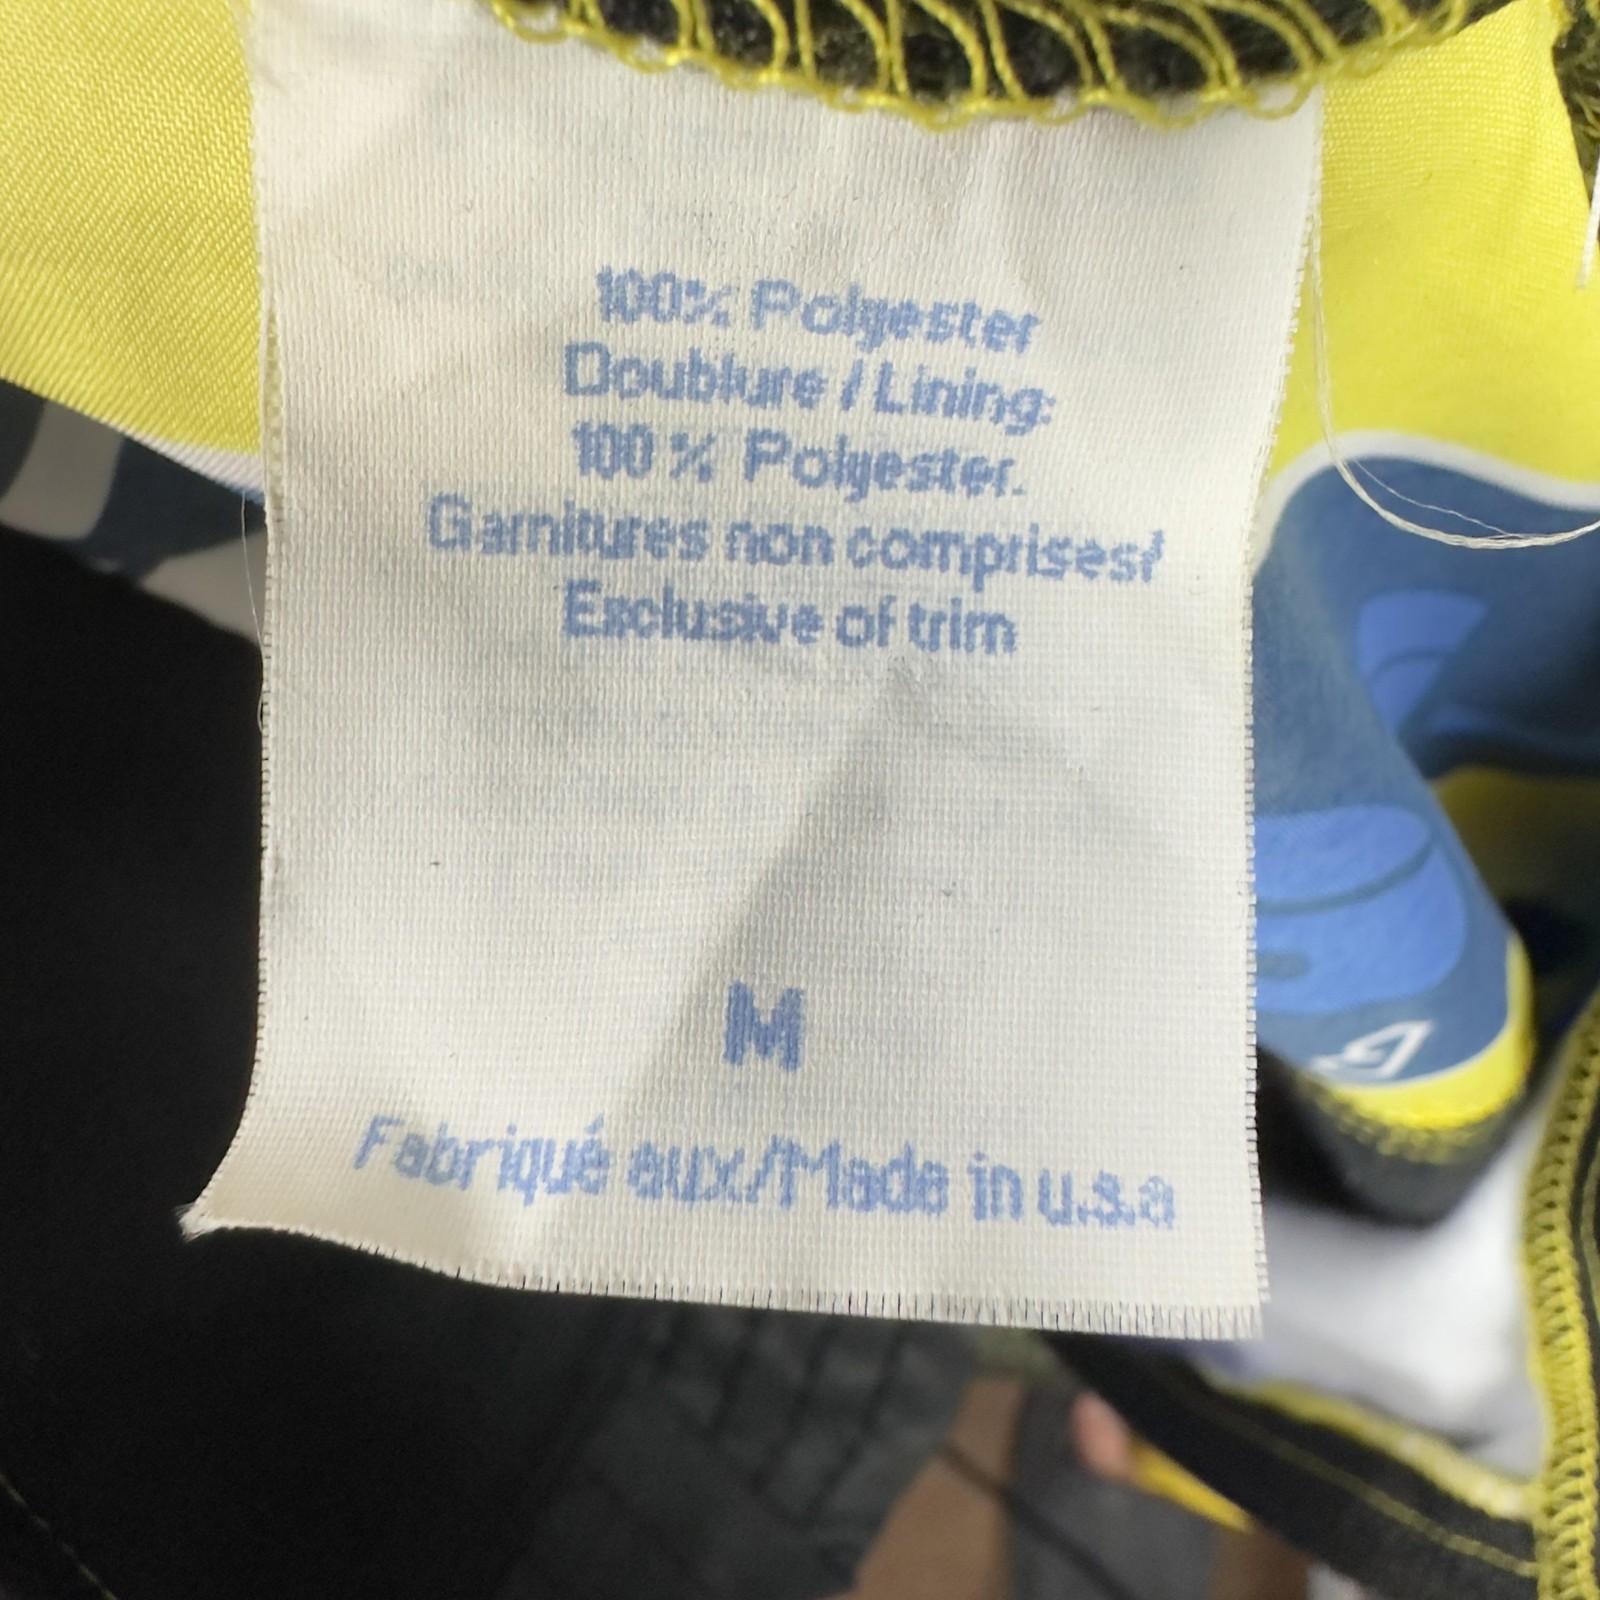 100% Polyester
Doublure / Lining:
100 % Polyester.
Garnitures non comprises/
Exclusive of trim
M
Fabriqué aux/Made in u.s.a